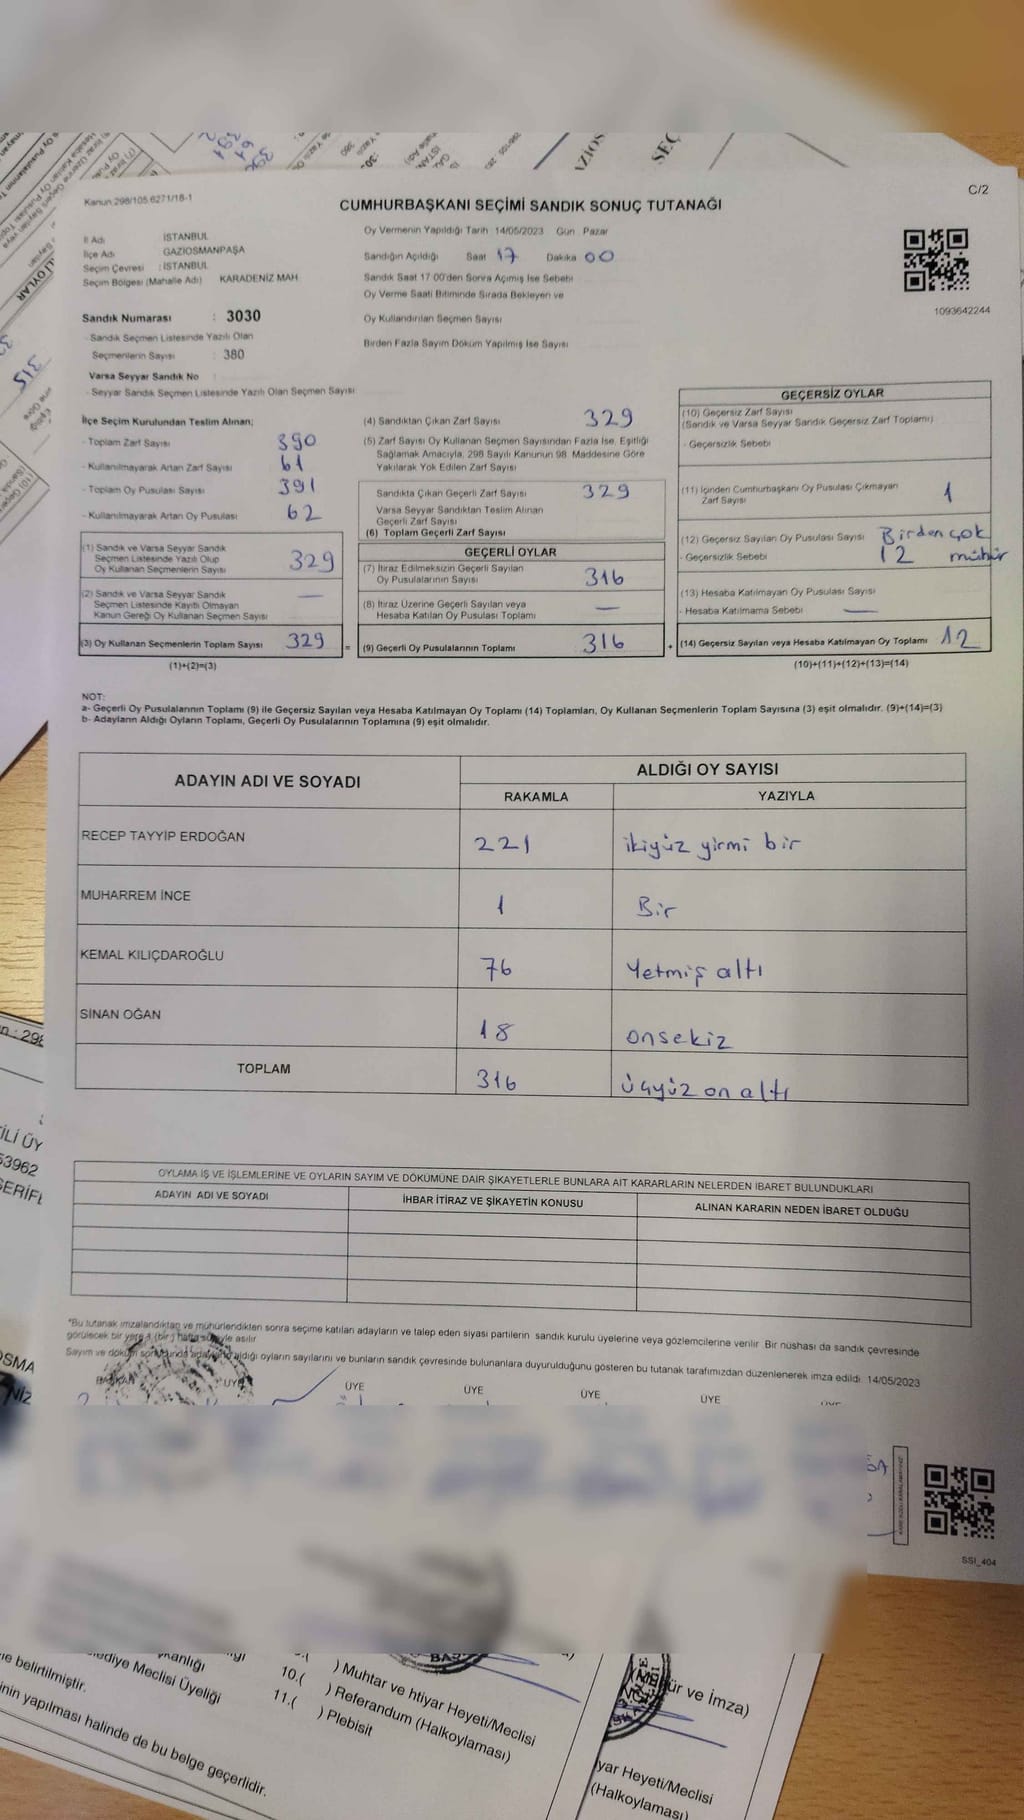 C/2
Kanun 298/105.6271/18-1
CUMHURBAŞKANI SEÇİMİ SANDIK SONUÇ TUTANAĞI
İl Adı İSTANBUL
İlçe Adı GAZİOSMANPAŞA
Seçim Çevresi : İSTANBUL
Seçim Bölgesi (Mahalle Adı) KARADENİZ MAH
Sandık Numarası : 3030
- Sandık Seçmen Listesinde Yazılı Olan
Seçmenlerin Sayısı : 380
Varsa Seyyar Sandık No
- Seyyar Sandık Seçmen Listesinde Yazılı Olan Seçmen Sayısı
Oy Vermenin Yapıldığı Tarih 14/05/2023 Gün Pazar
Sandığın Açıldığı Saat 17 Dakika 00
Sandık Saat 17 00'den Sonra Açımış İse Sebebi
Oy Verme Saati Bitiminde Sırada Bekleyen ve
Oy Kullandırılan Seçmen Sayısı
Birden Fazla Sayım Döküm Yapılmış İse Sayısı
1093642244
İlçe Seçim Kurulundan Teslim Alınan;
- Toplam Zarf Sayısı 390
- Kullanılmayarak Artan Zarf Sayısı 61
- Toplam Oy Pusulası Sayısı 391
- Kullanılmayarak Artan Oy Pusulası 62
(1) Sandık ve Varsa Seyyar Sandık
Seçmen Listesinde Yazılı Olup
Oy Kullanan Seçmenlerin Sayısı 329
(2) Sandık ve Varsa Seyyar Sandık
Seçmen Listesinde Kayıtlı Olmayan
Kanun Gereği Oy Kullanan Seçmen Sayısı —
(3) Oy Kullanan Seçmenlerin Toplam Sayısı 329
(1)+(2)=(3)
=
(4) Sandıktan Çıkan Zarf Sayısı 329
(5) Zarf Sayısı Oy Kullanan Seçmen Sayısından Fazla İse, Eşitliği
Sağlamak Amacıyla, 298 Sayılı Kanunun 98. Maddesine Göre
Yakılarak Yok Edilen Zarf Sayısı
Sandıkta Çıkan Geçerli Zarf Sayısı 329
Varsa Seyyar Sandıktan Teslim Alınan
Geçerli Zarf Sayısı
(6) Toplam Geçerli Zarf Sayısı
GEÇERLİ OYLAR
(7) İtiraz Edilmeksizin Geçerli Sayılan
Oy Pusulalarının Sayısı 316
(8) İtiraz Üzerine Geçerli Sayılan veya
Hesaba Katılan Oy Pusulası Toplamı —
(9) Geçerli Oy Pusulalarının Toplamı 316
+
GEÇERSİZ OYLAR
(10) Geçersiz Zarf Sayısı
(Sandık ve Varsa Seyyar Sandık Geçersiz Zarf Toplamı)
- Geçersizlik Sebebi
(11) İçinden Cumhurbaşkanı Oy Pusulası Çıkmayan
Zarf Sayısı 1
(12) Geçersiz Sayılan Oy Pusulası Sayısı Birden çok
- Geçersizlik Sebebi 12 mühür
(13) Hesaba Katılmayan Oy Pusulası Sayısı
- Hesaba Katılmama Sebebi —
(14) Geçersiz Sayılan veya Hesaba Katılmayan Oy Toplamı 12
(10)+(11)+(12)+(13)=(14)
NOT:
a- Geçerli Oy Pusulalarının Toplamı (9) ile Geçersiz Sayılan veya Hesaba Katılmayan Oy Toplamı (14) Toplamları, Oy Kullanan Seçmenlerin Toplam Sayısına (3) eşit olmalıdır. (9)+(14)=(3)
b- Adayların Aldığı Oyların Toplamı, Geçerli Oy Pusulalarının Toplamına (9) eşit olmalıdır.
ADAYIN ADI VE SOYADI
ALDIĞI OY SAYISI
RAKAMLA YAZIYLA
RECEP TAYYİP ERDOĞAN 221 ikiyüz yirmi bir
MUHARREM İNCE 1 Bir
KEMAL KILIÇDAROĞLU 76 Yetmiş altı
SİNAN OĞAN 18 onsekiz
TOPLAM 316 üçyüz on altı
OYLAMA İŞ VE İŞLEMLERİNE VE OYLARIN SAYIM VE DÖKÜMÜNE DAİR ŞİKAYETLERLE BUNLARA AİT KARARLARIN NELERDEN İBARET BULUNDUKLARI
ADAYIN ADI VE SOYADI İHBAR İTİRAZ VE ŞİKAYETİN KONUSU ALINAN KARARIN NEDEN İBARET OLDUĞU
*Bu tutanak imzalandıktan ve mühürlendikten sonra seçime katılan adayların ve talep eden siyasi partilerin sandık kurulu üyelerine veya gözlemcilerine verilir Bir nüshası da sandık çevresinde
görülecek bir yere 1 (bir) hafta süreyle asılır
Sayım ve döküm sonucunda adayların aldığı oyların sayılarını ve bunların sandık çevresinde bulunanlara duyurulduğunu gösteren bu tutanak tarafımızdan düzenlenerek imza edildi. 14/05/2023
BAŞKAN ÜYE ÜYE ÜYE ÜYE ÜYE
SSİ_404
ne belirtilmiştir.
ediye Meclisi Üyeliği
10.( ) Muhtar ve İhtiyar Heyeti/Meclisi
11.( ) Referandum (Halkoylaması)
) Plebisit
inin yapılması halinde de bu belge geçerlidir.
ür ve İmza)
yar Heyeti/Meclisi
(Halkoylaması)